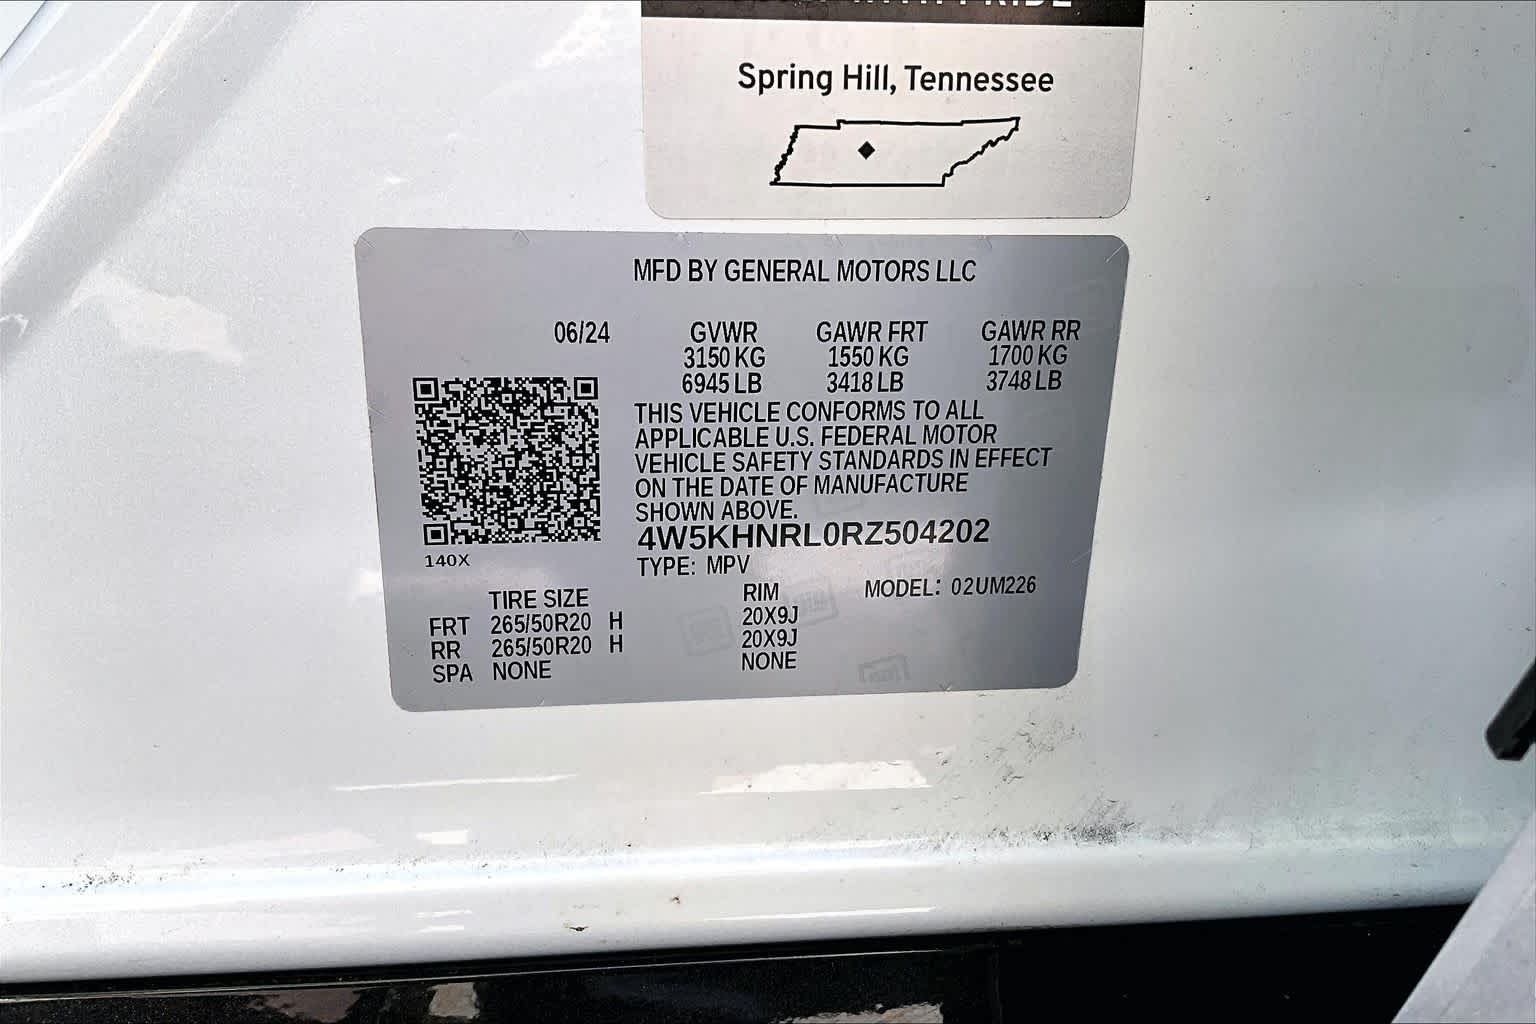 PRIDE
Spring Hill, Tennessee
MFD BY GENERAL MOTORS LLC
06/24 GVWR GAWR FRT GAWR RR
3150 KG 1550 KG 1700 KG
6945 LB 3418 LB 3748 LB
THIS VEHICLE CONFORMS TO ALL
APPLICABLE U.S. FEDERAL MOTOR
VEHICLE SAFETY STANDARDS IN EFFECT
ON THE DATE OF MANUFACTURE
SHOWN ABOVE.
4W5KHNRL0RZ504202
140X
TYPE: MPV
TIRE SIZE RIM MODEL: 02UM226
FRT 265/50R20 H 20X9J
RR 265/50R20 H 20X9J
SPA NONE NONE